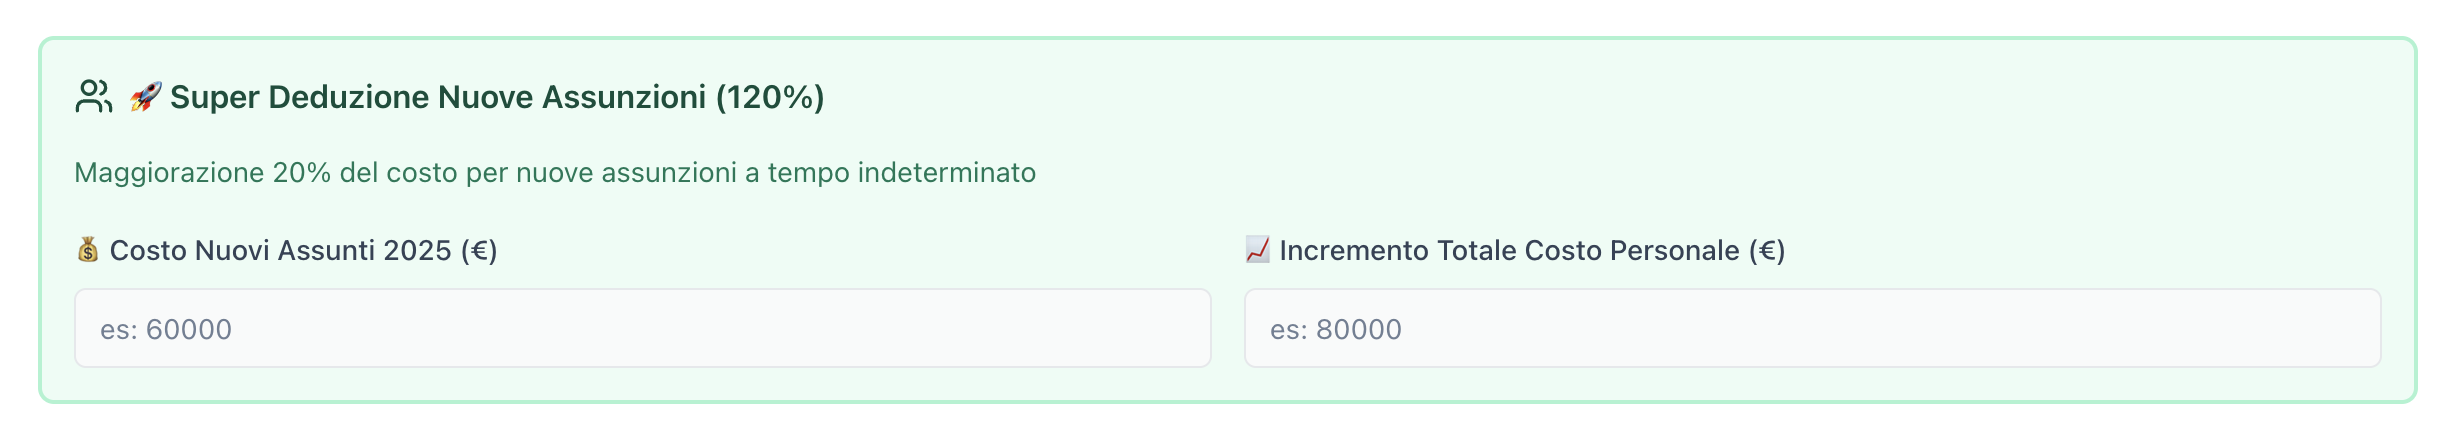 🚀 Super Deduzione Nuove Assunzioni (120%)
Maggiorazione 20% del costo per nuove assunzioni a tempo indeterminato
💰 Costo Nuovi Assunti 2025 (€)
es: 60000
📈 Incremento Totale Costo Personale (€)
es: 80000